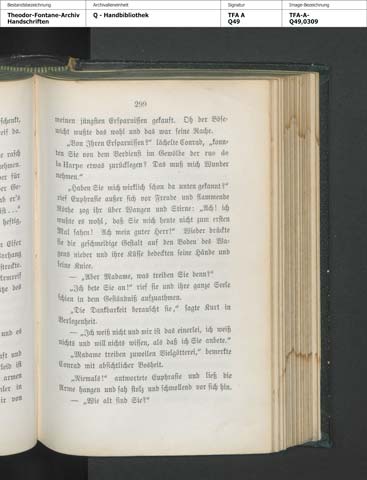 Bestandsbezeichnung
Archivalieneinheit
Signatur
Image-Bezeichnung
Theodor-Fontane-Archiv
Handschriften
Q - Handbibliothek
TFA A
Q49
TFA-A-
Q49,0309
299
meinen jüngsten Ersparnissen gekauft. Oh der Böse-
wicht wußte das wohl und das war seine Rache.
„Von Ihren Ersparnissen?" lächelte Conrad, „konn-
ten Sie von dem Verdienst im Gewölde der rue de
la Harpe etwas zurücklegen? Das muß mich Wunder
nehmen."
„Haben Sie mich wirklich schon da unten gekannt?"
rief Euphrasie außer sich vor Freude und flammende
Röthe zog ihr über Wangen und Stirne: „Ach! ich
wußte es wohl, daß Sie mich heute nicht zum ersten
Mal sahen! Ach mein guter Herr!" Wieder drückte
sie die geschmeidige Gestalt auf den Boden des Wa-
gens nieder und ihre Küsse bedeckten seine Hände und
seine Kniee.
— „Aber Madame, was treiben Sie denn?"
„Ich bete Sie an!" rief sie und ihre ganze Seele
schien in dem Geständniß aufzuathmen.
„Die Dankbarkeit berauscht sie," sagte Kurt in
Verlegenheit.
— „Ich weiß nicht und mir ist das einerlei, ich weiß
nichts und will nichts wissen, als daß ich Sie anbete."
„Madame treiben zuweilen Vielgötterei," bemerkte
Conrad mit absichtlicher Bosheit.
„Niemals!" antwortete Euphrasie und ließ die
Arme hangen und sah stolz und schmollend vor sich hin.
— „Wie alt sind Sie?"